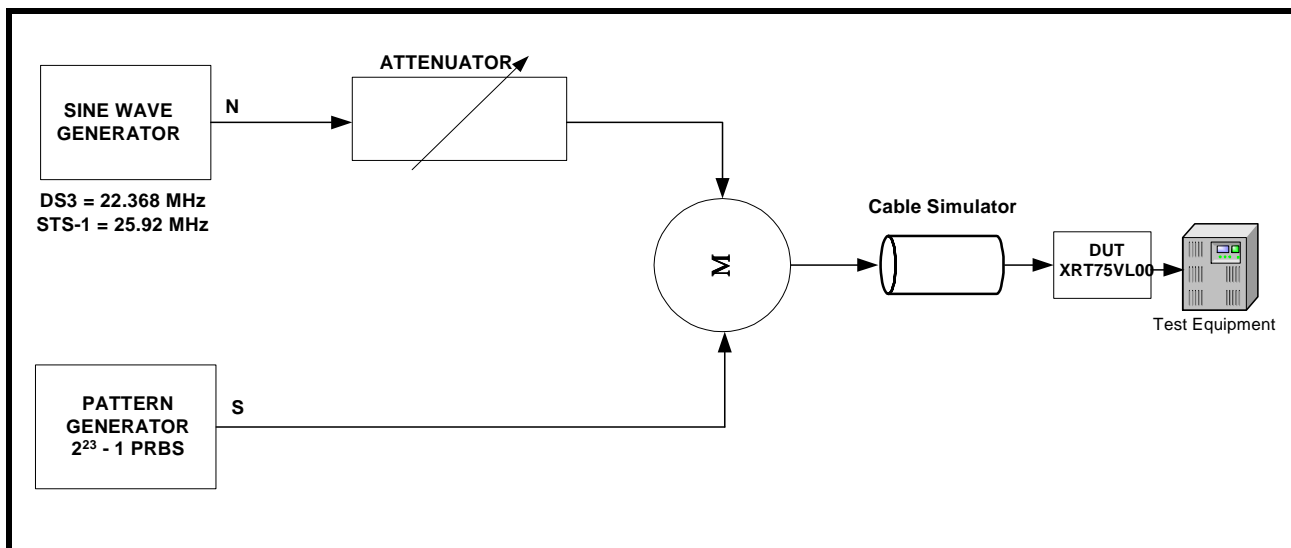 ATTENUATOR
SINE WAVE
GENERATOR
N
DS3 = 22.368 MHz
STS-1 = 25.92 MHz
M
Cable Simulator
DUT
XRT75VL00
Test Equipment
PATTERN
GENERATOR
2²³ - 1 PRBS
S